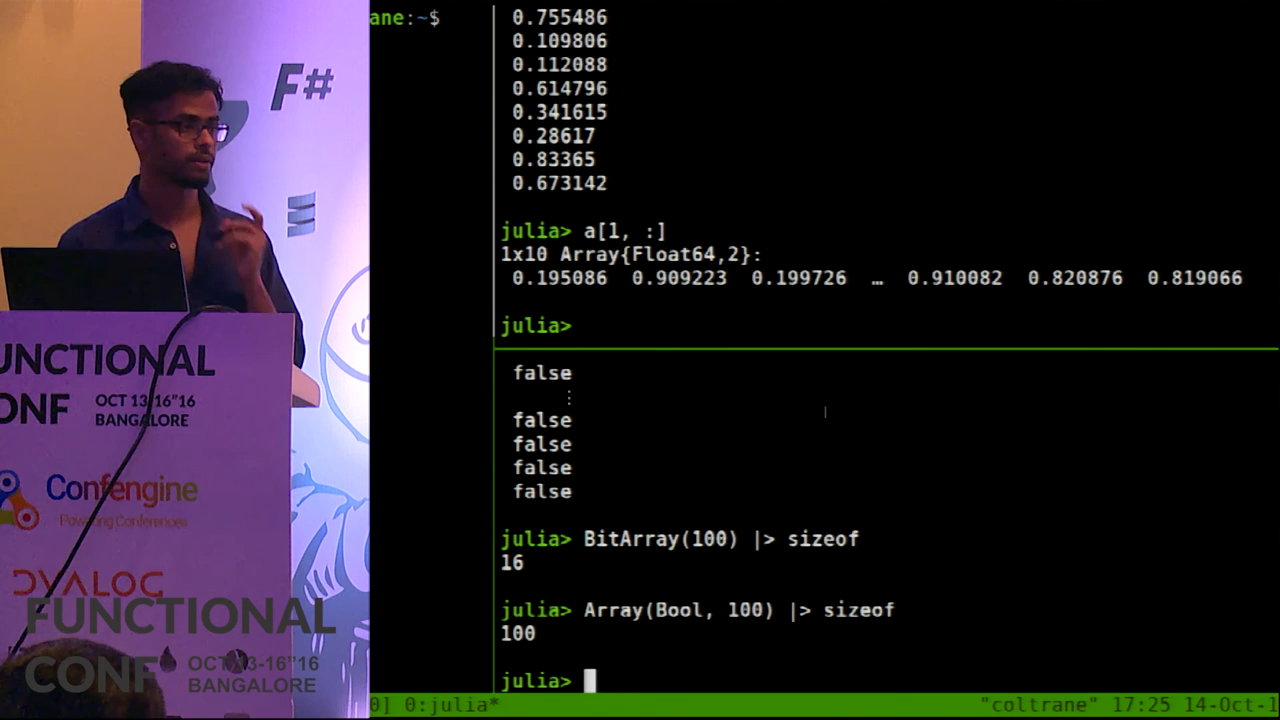 F#
UNCTIONAL
ONF
OCT 13-16"16
BANGALORE
Confengine
Powering Conferences
DYALOG
FUNCTIONAL
CONF
OCT 13-16"16
BANGALORE
ane:~$
0.755486
0.109806
0.112088
0.614796
0.341615
0.28617
0.83365
0.673142
julia> a[1, :]
1x10 Array{Float64,2}:
0.195086 0.909223 0.199726 … 0.910082 0.820876 0.819066
julia>
false
⋮
false
false
false
false
julia> BitArray(100) |> sizeof
16
julia> Array(Bool, 100) |> sizeof
100
julia>
0] 0:julia* "coltrane" 17:25 14-Oct-1